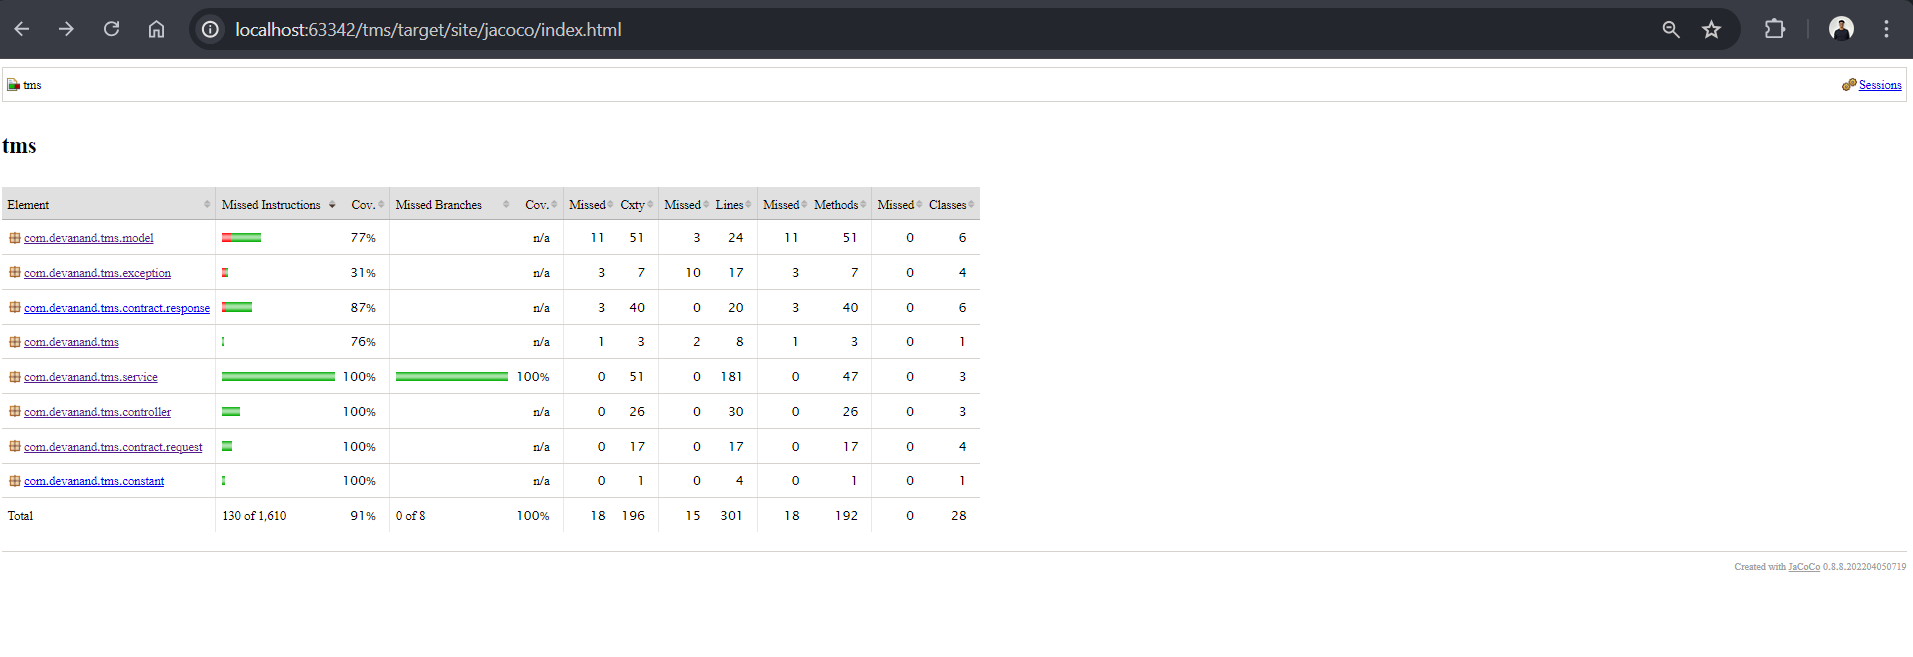 localhost:63342/tms/target/site/jacoco/index.html
tms Sessions
tms
Element Missed Instructions Cov. Missed Branches Cov. Missed Cxty Missed Lines Missed Methods Missed Classes
com.devanand.tms.model 77% n/a 11 51 3 24 11 51 0 6
com.devanand.tms.exception 31% n/a 3 7 10 17 3 7 0 4
com.devanand.tms.contract.response 87% n/a 3 40 0 20 3 40 0 6
com.devanand.tms 76% n/a 1 3 2 8 1 3 0 1
com.devanand.tms.service 100% 100% 0 51 0 181 0 47 0 3
com.devanand.tms.controller 100% n/a 0 26 0 30 0 26 0 3
com.devanand.tms.contract.request 100% n/a 0 17 0 17 0 17 0 4
com.devanand.tms.constant 100% n/a 0 1 0 4 0 1 0 1
Total 130 of 1,610 91% 0 of 8 100% 18 196 15 301 18 192 0 28
Created with JaCoCo 0.8.8.202204050719